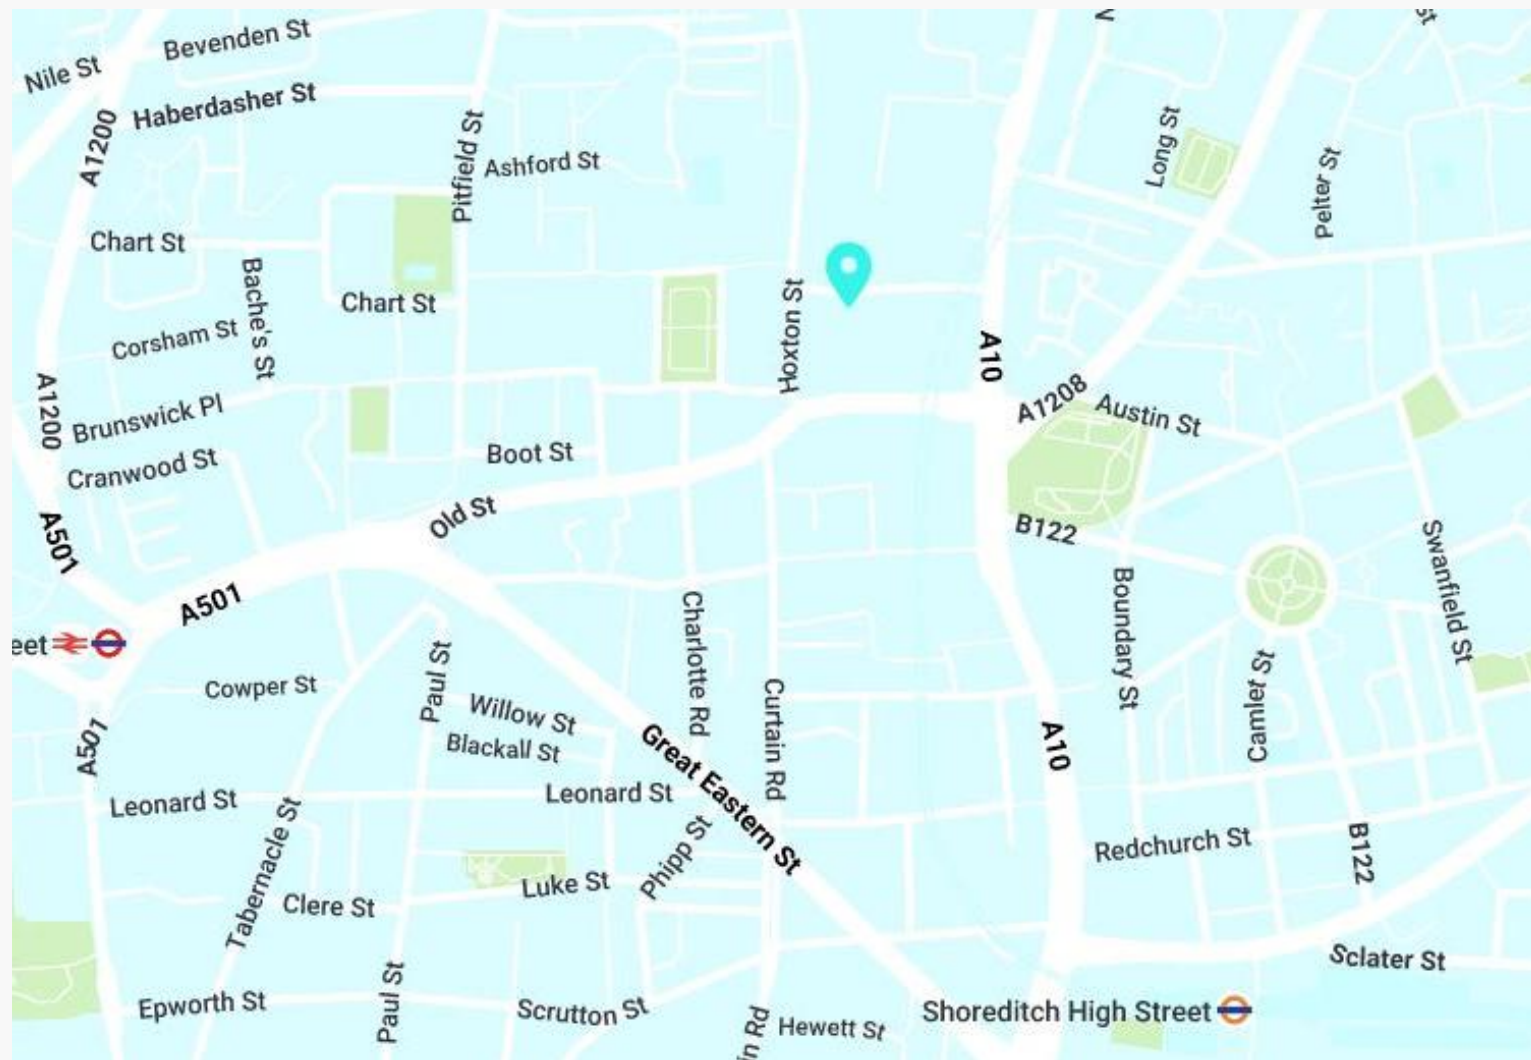 Nile St
Bevenden St
Haberdasher St
A1200
Pitfield St
Ashford St
Long St
Pelter St
St
Chart St
Bache's St
Chart St
Corsham St
Hoxton St
A10
A1208
Austin St
A1200
Brunswick Pl
Cranwood St
Boot St
Old St
A501
A501
B122
Boundary St
Swanfield St
eet
Charlotte Rd
Curtain Rd
Camlet St
Cowper St
Paul St
Willow St
Blackall St
Great Eastern St
A10
A501
Leonard St
Leonard St
Tabernacle St
Phipp St
Redchurch St
B122
Clere St
Luke St
Sclater St
Epworth St
Paul St
Scrutton St
in Rd
Hewett St
Shoreditch High Street